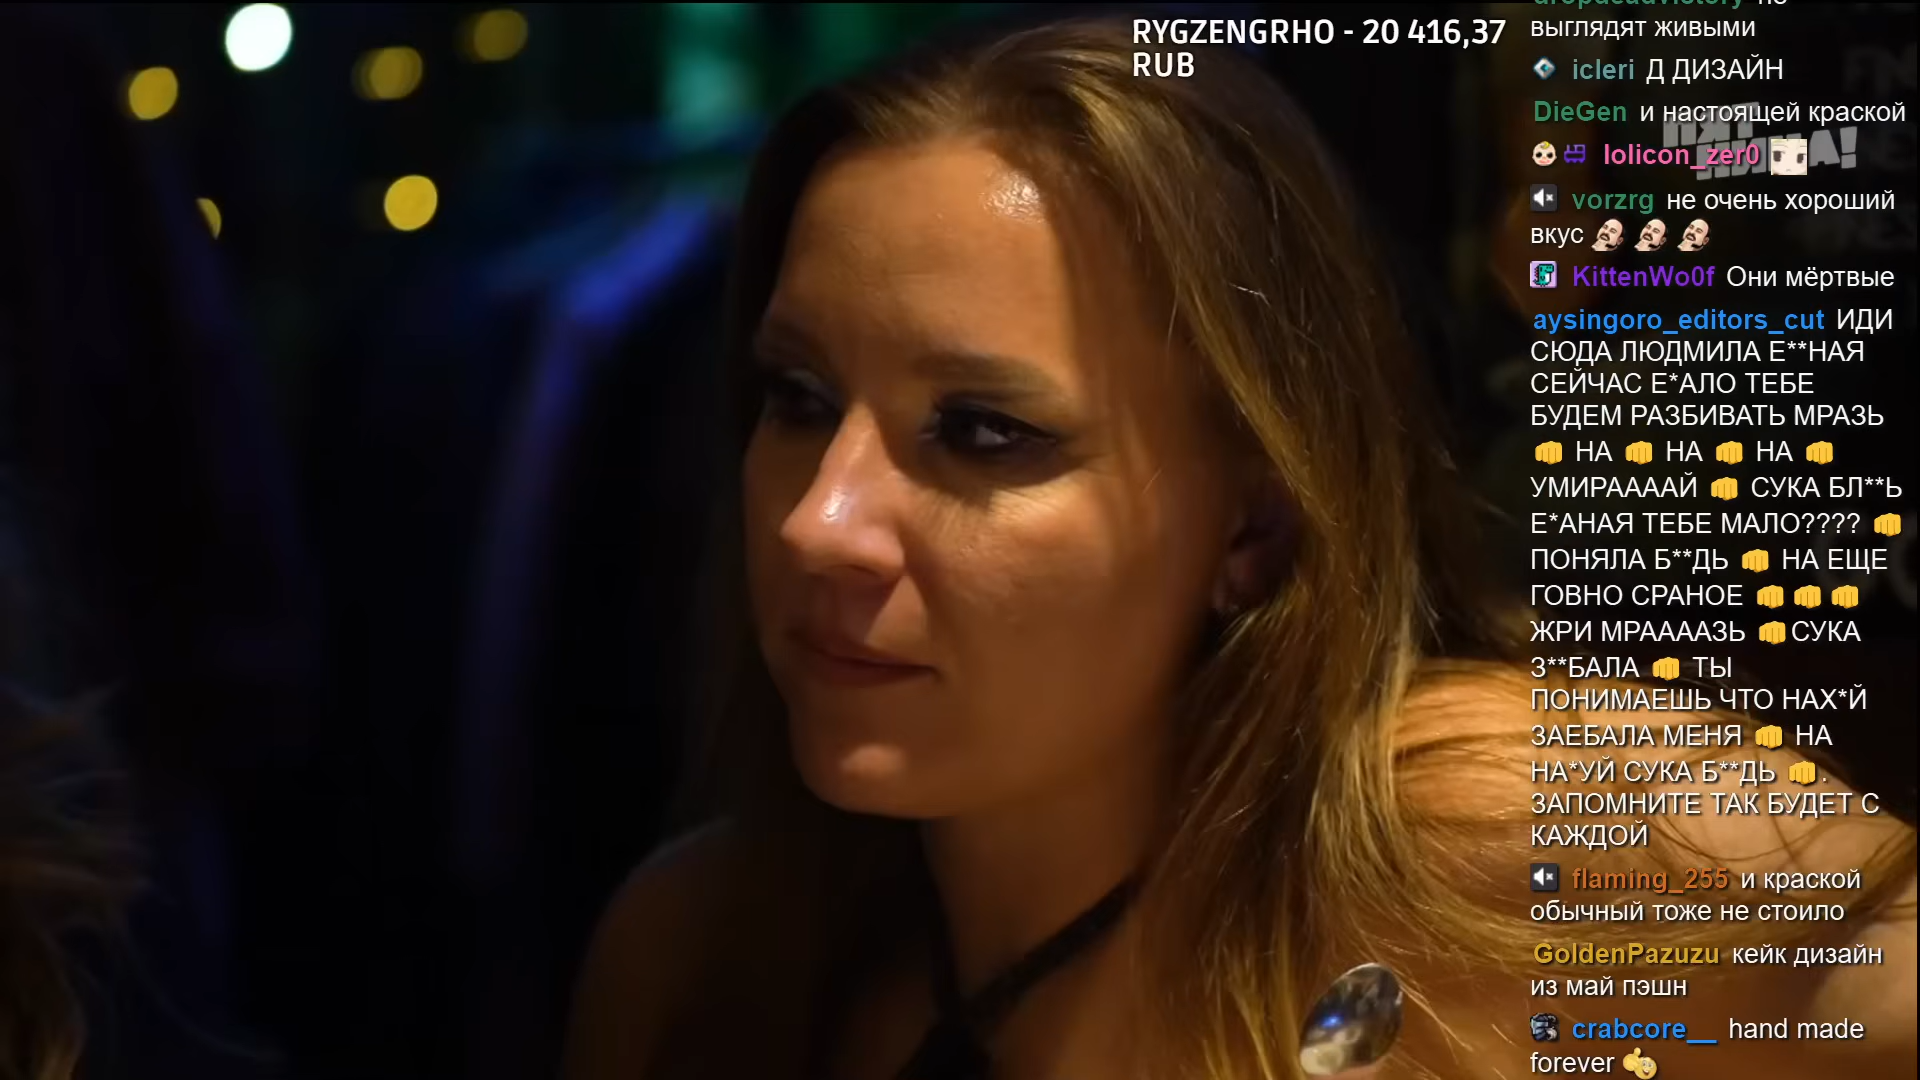 RYGZENGRHO - 20 416,37
RUB
выглядят живыми
icleri Д ДИЗАЙН
DieGen и настоящей краской
lolicon_zer0
vorzrg не очень хороший
вкус
KittenWo0f Они мёртвые
aysingoro_editors_cut ИДИ
СЮДА ЛЮДМИЛА Е**НАЯ
СЕЙЧАС Е*АЛО ТЕБЕ
БУДЕМ РАЗБИВАТЬ МРАЗЬ
👊 НА 👊 НА 👊 НА 👊
УМИРАААAЙ 👊 СУКА БЛ**Ь
Е*АНАЯ ТЕБЕ МАЛО???? 👊
ПОНЯЛА Б**ДЬ 👊 НА ЕЩЕ
ГОВНО СРАНОЕ 👊 👊 👊
ЖРИ МРААААЗЬ 👊СУКА
З**БАЛА 👊 ТЫ
ПОНИМАЕШЬ ЧТО НАХ*Й
ЗАЕБАЛА МЕНЯ 👊 НА
НА*УЙ СУКА Б**ДЬ 👊.
ЗАПОМНИТЕ ТАК БУДЕТ С
КАЖДОЙ
flaming_255 и краской
обычный тоже не стоило
GoldenPazuzu кейк дизайн
из май пэшн
crabcore__ hand made
forever